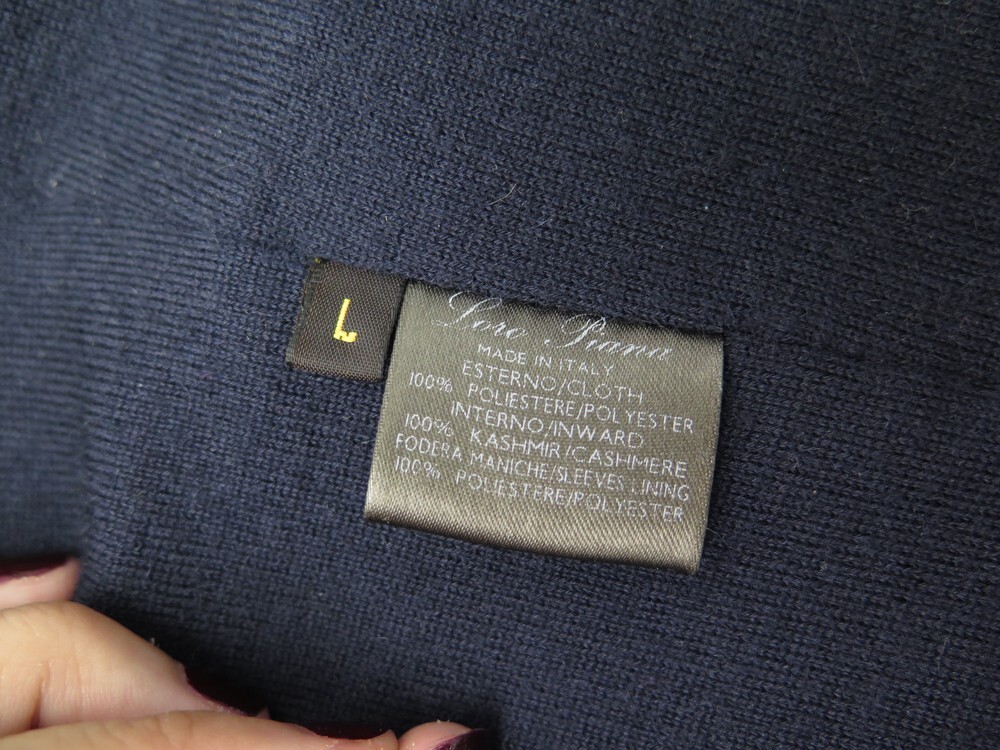 L
Loro Piana
MADE IN ITALY
ESTERNO/CLOTH
100% POLIESTERE/POLYESTER
INTERNO/INWARD
100% KASHMIR/CASHMERE
FODERA MANICHE/SLEEVES LINING
100% POLIESTERE/POLYESTER